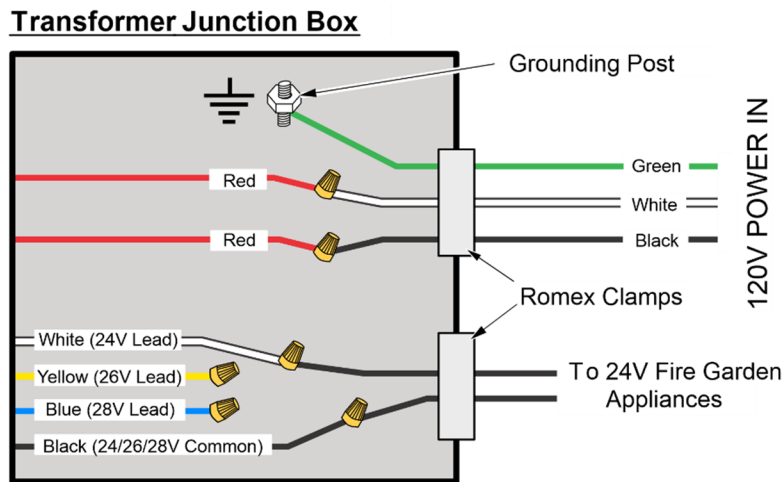 Transformer Junction Box
Grounding Post
Green
Red
White
Red
Black
120V POWER IN
Romex Clamps
White (24V Lead)
Yellow (26V Lead)
To 24V Fire Garden
Appliances
Blue (28V Lead)
Black (24/26/28V Common)